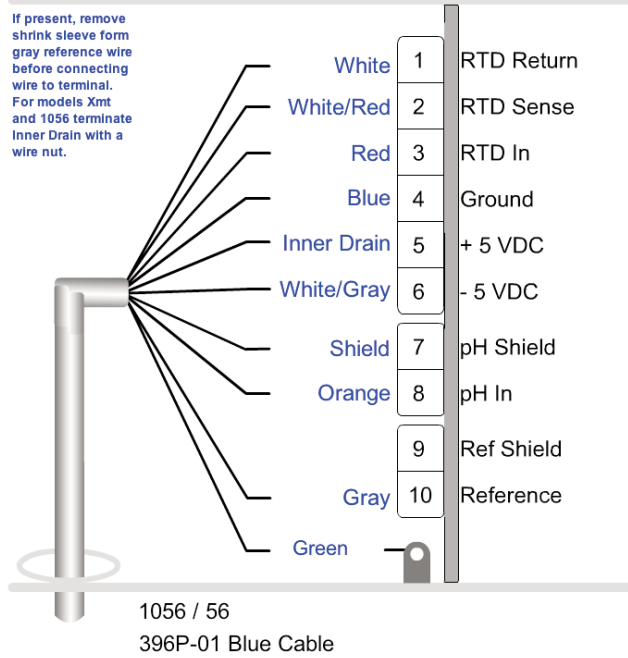 If present, remove
shrink sleeve form
gray reference wire
before connecting
wire to terminal.
For models Xmt
and 1056 terminate
Inner Drain with a
wire nut.
White 1 RTD Return
White/Red 2 RTD Sense
Red 3 RTD In
Blue 4 Ground
Inner Drain 5 + 5 VDC
White/Gray 6 - 5 VDC
Shield 7 pH Shield
Orange 8 pH In
9 Ref Shield
Gray 10 Reference
Green
1056 / 56
396P-01 Blue Cable